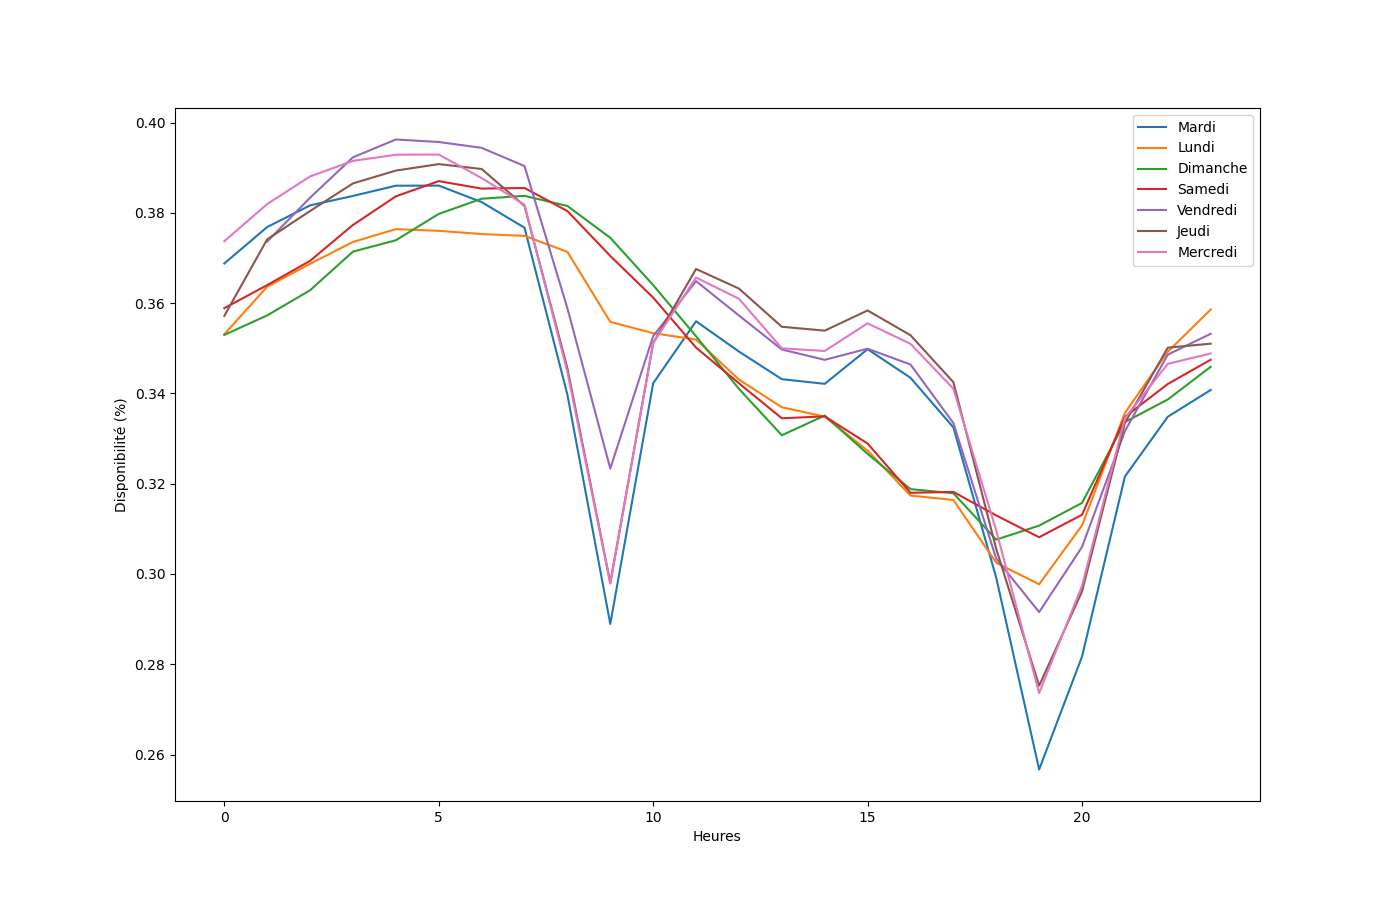 0.40
0.38
0.36
0.34
0.32
0.30
0.28
0.26
Disponibilité (%)
0 5 10 15 20
Heures
Mardi
Lundi
Dimanche
Samedi
Vendredi
Jeudi
Mercredi